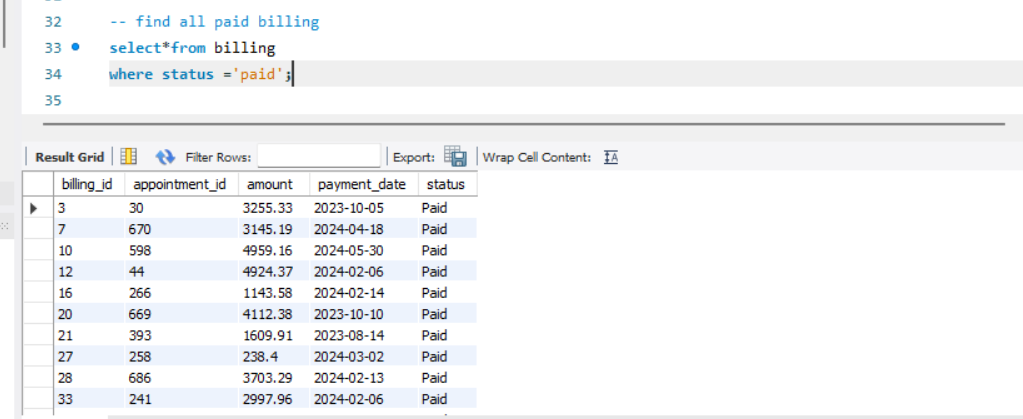 32 -- find all paid billing
33 select*from billing
34 where status ='paid';
35
Result Grid Filter Rows: Export: Wrap Cell Content: IA
billing_id appointment_id amount payment_date status
3 30 3255.33 2023-10-05 Paid
7 670 3145.19 2024-04-18 Paid
10 598 4959.16 2024-05-30 Paid
12 44 4924.37 2024-02-06 Paid
16 266 1143.58 2024-02-14 Paid
20 669 4112.38 2023-10-10 Paid
21 393 1609.91 2023-08-14 Paid
27 258 238.4 2024-03-02 Paid
28 686 3703.29 2024-02-13 Paid
33 241 2997.96 2024-02-06 Paid